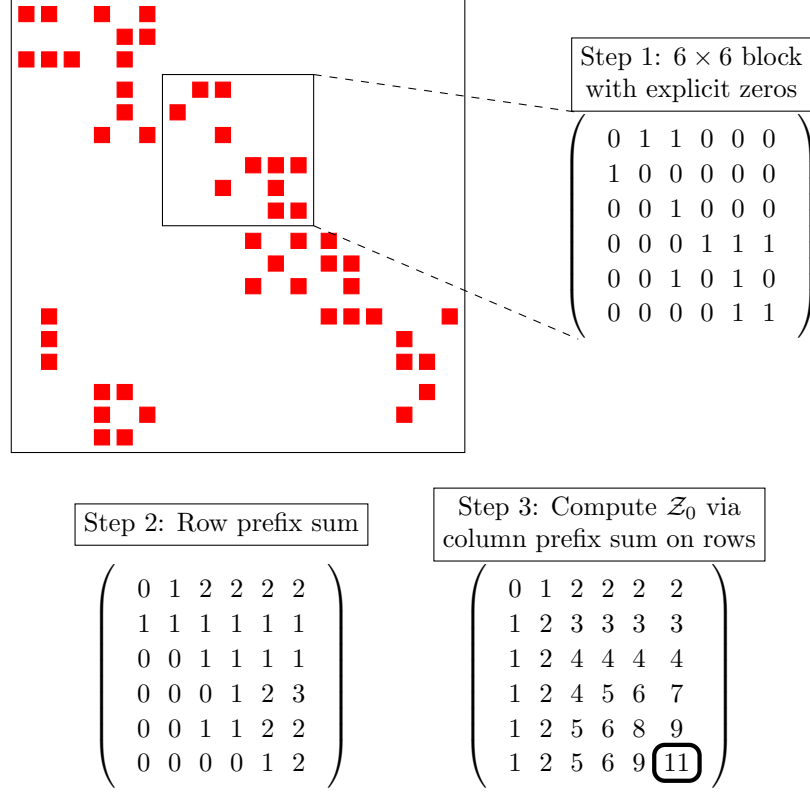 Step 1: 6 × 6 block
with explicit zeros
0 1 1 0 0 0
1 0 0 0 0 0
0 0 1 0 0 0
0 0 0 1 1 1
0 0 1 0 1 0
0 0 0 0 1 1
Step 2: Row prefix sum
0 1 2 2 2 2
1 1 1 1 1 1
0 0 1 1 1 1
0 0 0 1 2 3
0 0 1 1 2 2
0 0 0 0 1 2
Step 3: Compute 𝒵₀ via
column prefix sum on rows
0 1 2 2 2 2
1 2 3 3 3 3
1 2 4 4 4 4
1 2 4 5 6 7
1 2 5 6 8 9
1 2 5 6 9 11